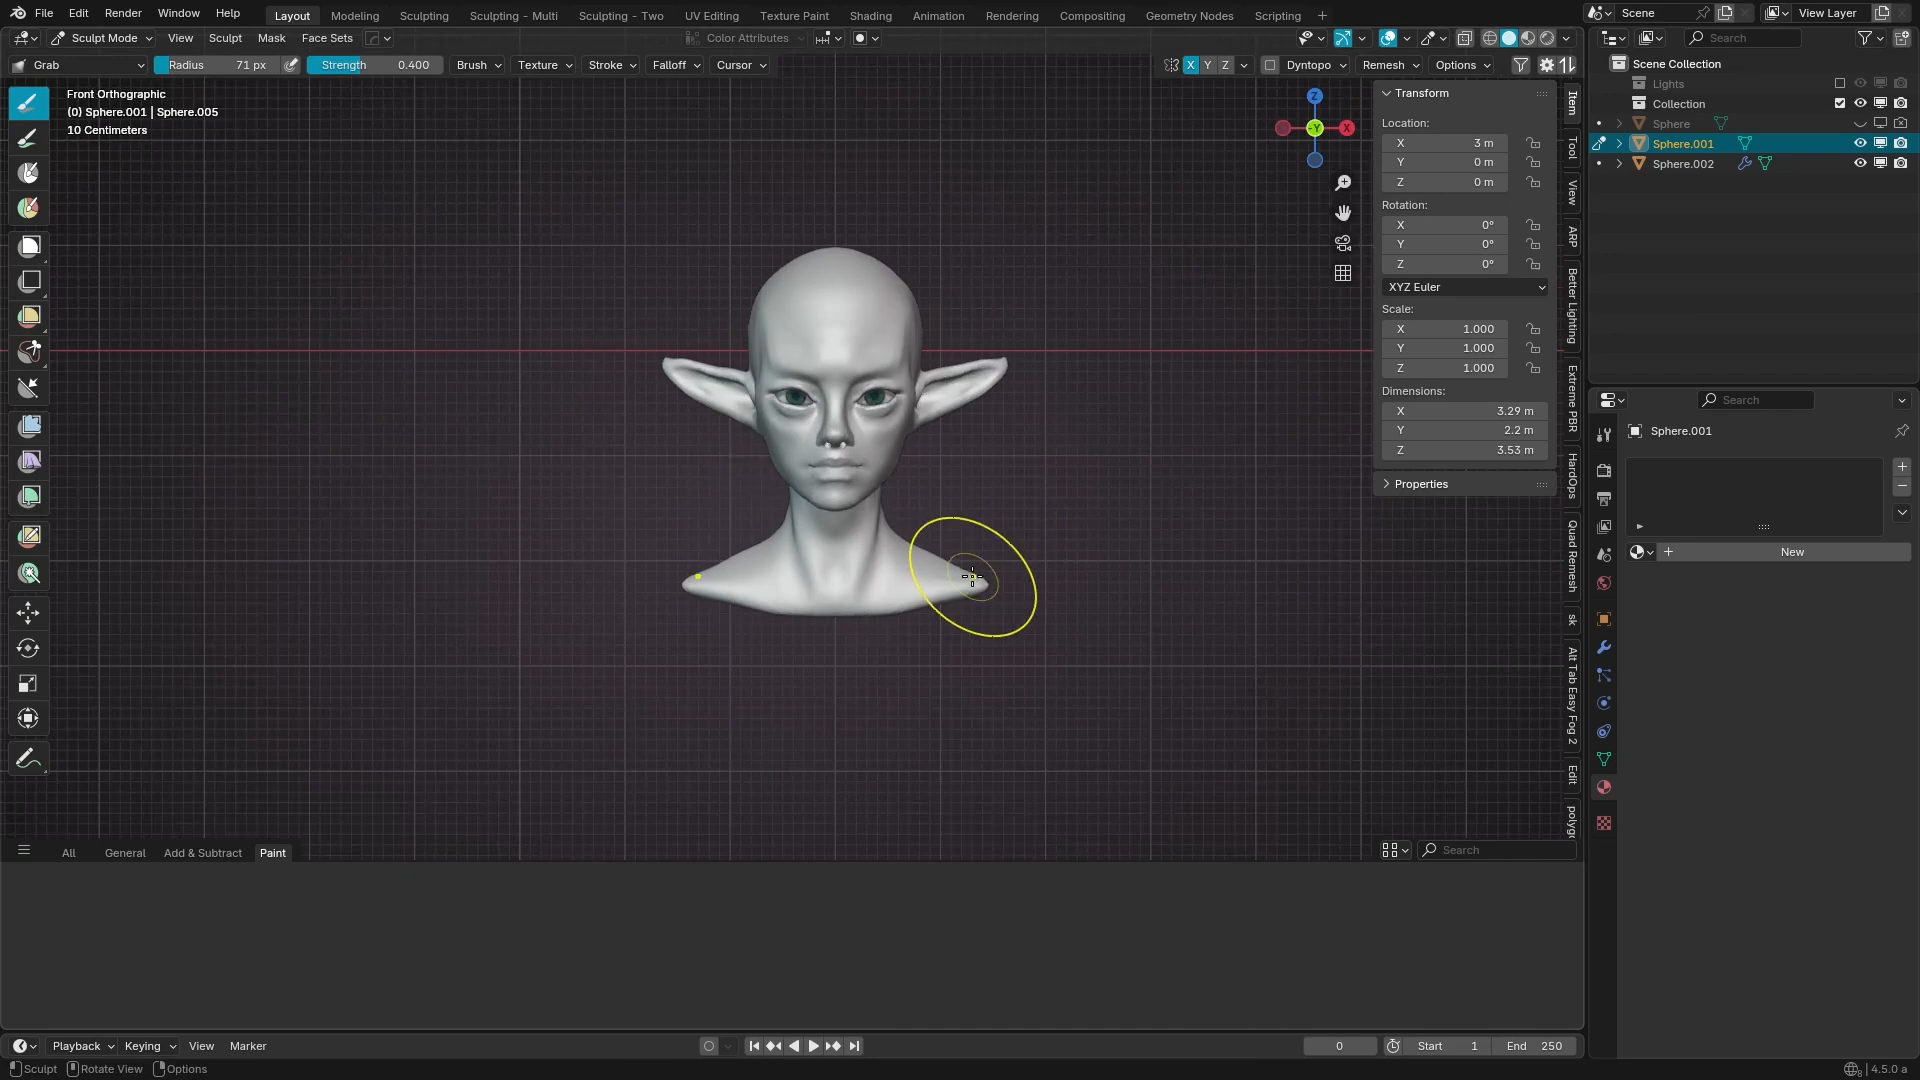 File Edit Render Window Help Layout Modeling Sculpting Sculpting - Multi Sculpting - Two UV Editing Texture Paint Shading Animation Rendering Compositing Geometry Nodes Scripting + Scene View Layer
Sculpt Mode View Sculpt Mask Face Sets Color Attributes Search
Grab Radius 71 px Strength 0.400 Brush Texture Stroke Falloff Cursor X Y Z Dyntopo Remesh Options
Scene Collection
Lights
Collection
Sphere
Sphere.001
Sphere.002
Front Orthographic
(0) Sphere.001 | Sphere.005
10 Centimeters
Z
-Y
X
Transform
Location:
X 3 m
Y 0 m
Z 0 m
Rotation:
X 0°
Y 0°
Z 0°
XYZ Euler
Scale:
X 1.000
Y 1.000
Z 1.000
Dimensions:
X 3.29 m
Y 2.2 m
Z 3.53 m
Properties
Item
Tool
View
ARP
Better Lighting
Extreme PBR
HardOps
Quad Remesh
sk
Alt Tab Easy Fog 2
Edit
Search
Sphere.001
+
−
+ New
All General Add & Subtract Paint Search
Playback Keying View Marker 0 Start 1 End 250
Sculpt Rotate View Options 4.5.0 a